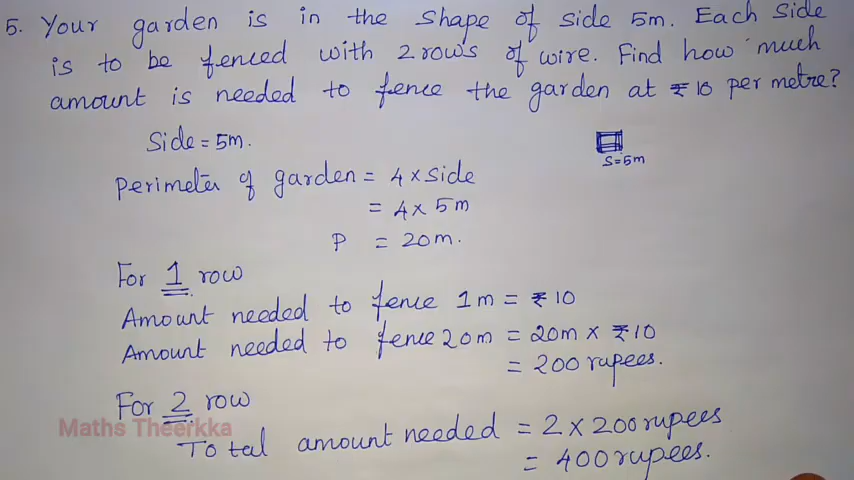 5. Your garden is in the shape of side 5m. Each side
is to be fenced with 2 rows of wire. Find how much
amount is needed to fence the garden at ₹ 10 per metre?
Side = 5m.
S=5m
Perimeter of garden = 4 × side
= 4 × 5m
P = 20m.
For 1 row
Amount needed to fence 1m = ₹ 10
Amount needed to fence 20m = 20m × ₹10
= 200 rupees.
For 2 row
Maths Theerkka
Total amount needed = 2 × 200 rupees
= 400 rupees.